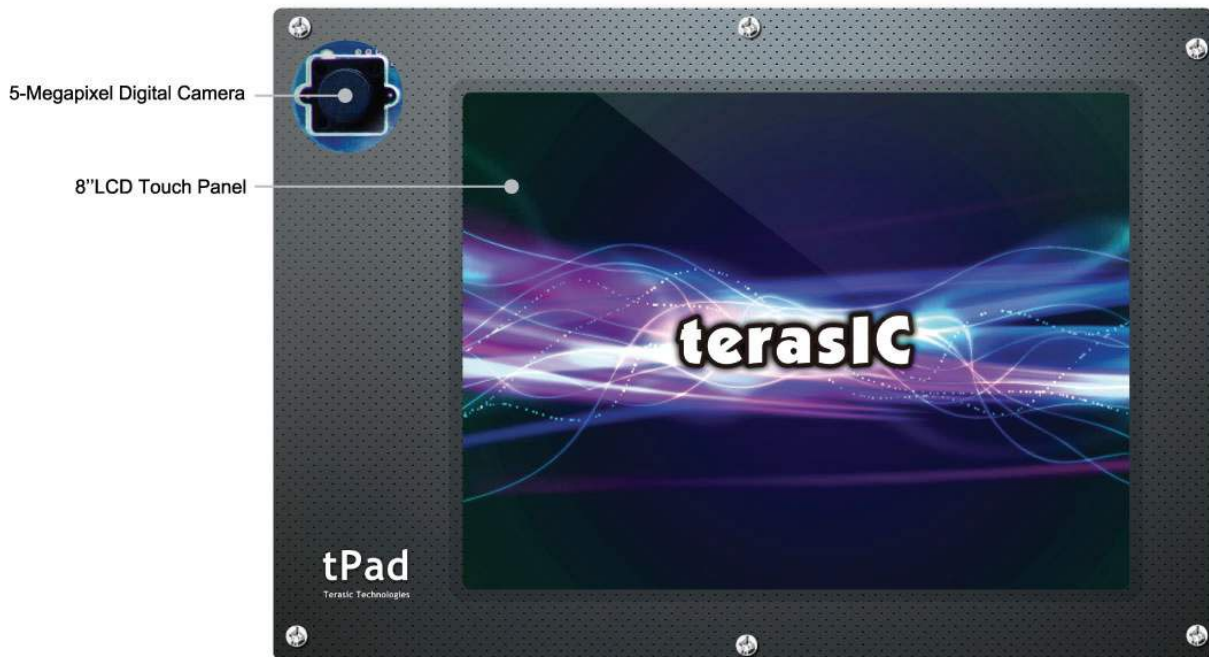 5-Megapixel Digital Camera
8’’LCD Touch Panel
terasIC
tPad
Terasic Technologies